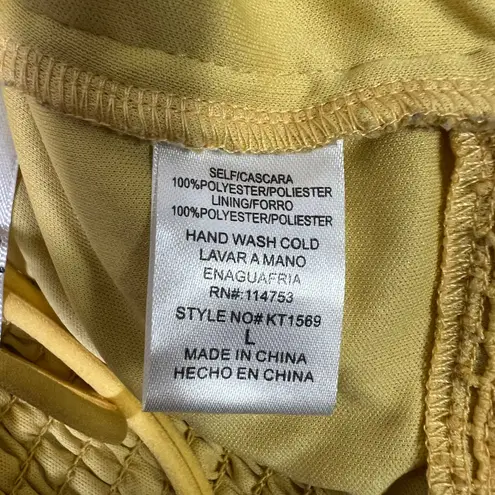 SELF/CASCARA
100%POLYESTER/POLIESTER
LINING/FORRO
100%POLYESTER/POLIESTER
HAND WASH COLD
LAVAR A MANO
ENAGUAFRIA
RN#:114753
STYLE NO# KT1569
L
MADE IN CHINA
HECHO EN CHINA